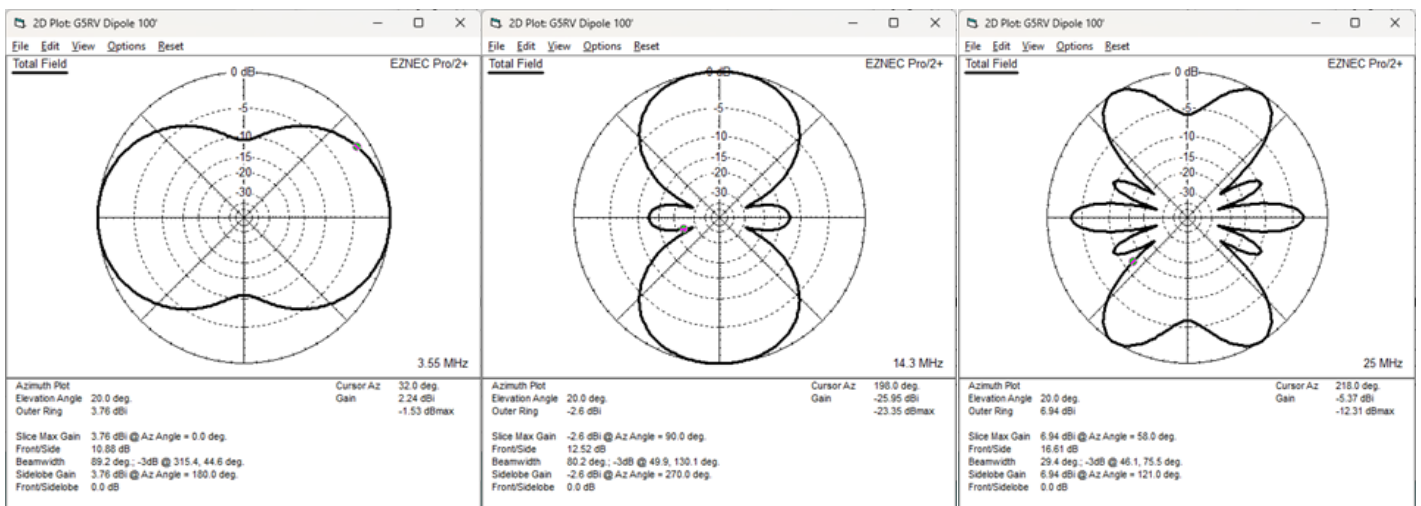 2D Plot: G5RV Dipole 100'
File Edit View Options Reset
Total Field
EZNEC Pro/2+
0 dB
-5
-10
-15
-20
-30
3.55 MHz
Azimuth Plot
Elevation Angle 20.0 deg.
Outer Ring 3.76 dBi
Cursor Az 32.0 deg.
Gain 2.24 dBi
-1.53 dBmax
Slice Max Gain 3.76 dBi @ Az Angle = 0.0 deg.
Front/Side 10.88 dB
Beamwidth 89.2 deg.; -3dB @ 315.4, 44.6 deg.
Sidelobe Gain 3.76 dBi @ Az Angle = 180.0 deg.
Front/Sidelobe 0.0 dB
2D Plot: G5RV Dipole 100'
File Edit View Options Reset
Total Field
EZNEC Pro/2+
0 dB
-5
-10
-15
-20
-30
14.3 MHz
Azimuth Plot
Elevation Angle 20.0 deg.
Outer Ring -2.6 dBi
Cursor Az 198.0 deg.
Gain -25.95 dBi
-23.35 dBmax
Slice Max Gain -2.6 dBi @ Az Angle = 90.0 deg.
Front/Side 12.52 dB
Beamwidth 80.2 deg.; -3dB @ 49.9, 130.1 deg.
Sidelobe Gain -2.6 dBi @ Az Angle = 270.0 deg.
Front/Sidelobe 0.0 dB
2D Plot: G5RV Dipole 100'
File Edit View Options Reset
Total Field
EZNEC Pro/2+
0 dB
-5
-10
-15
-20
-30
25 MHz
Azimuth Plot
Elevation Angle 20.0 deg.
Outer Ring 6.94 dBi
Cursor Az 218.0 deg.
Gain -5.37 dBi
-12.31 dBmax
Slice Max Gain 6.94 dBi @ Az Angle = 58.0 deg.
Front/Side 16.61 dB
Beamwidth 29.4 deg.; -3dB @ 46.1, 75.5 deg.
Sidelobe Gain 6.94 dBi @ Az Angle = 121.0 deg.
Front/Sidelobe 0.0 dB